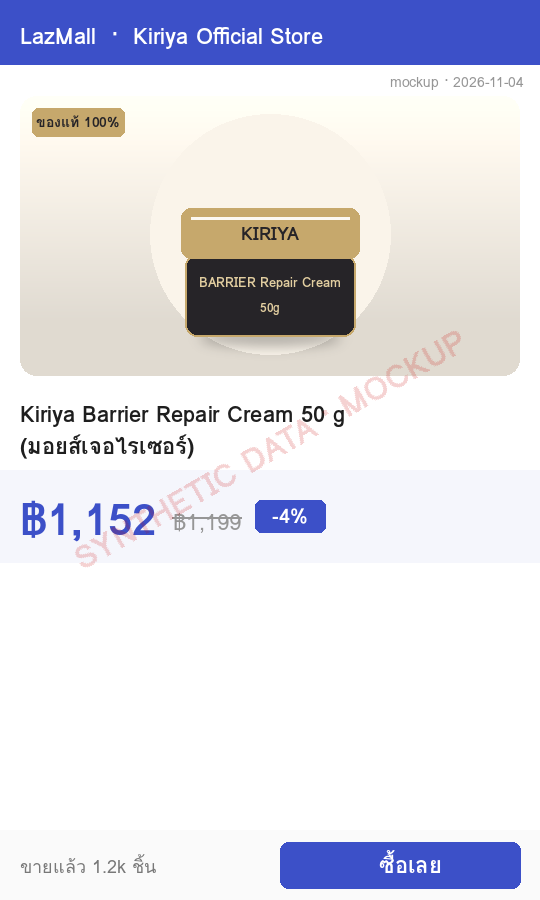 LazMall · Kiriya Official Store
mockup · 2026-11-04
ของแท้ 100%
KIRIYA
BARRIER Repair Cream
50g
Kiriya Barrier Repair Cream 50 g
(มอยส์เจอไรเซอร์)
฿1,152 ฿1,199 -4%
SYNTHETIC DATA · MOCKUP
ขายแล้ว 1.2k ชิ้น
ซื้อเลย